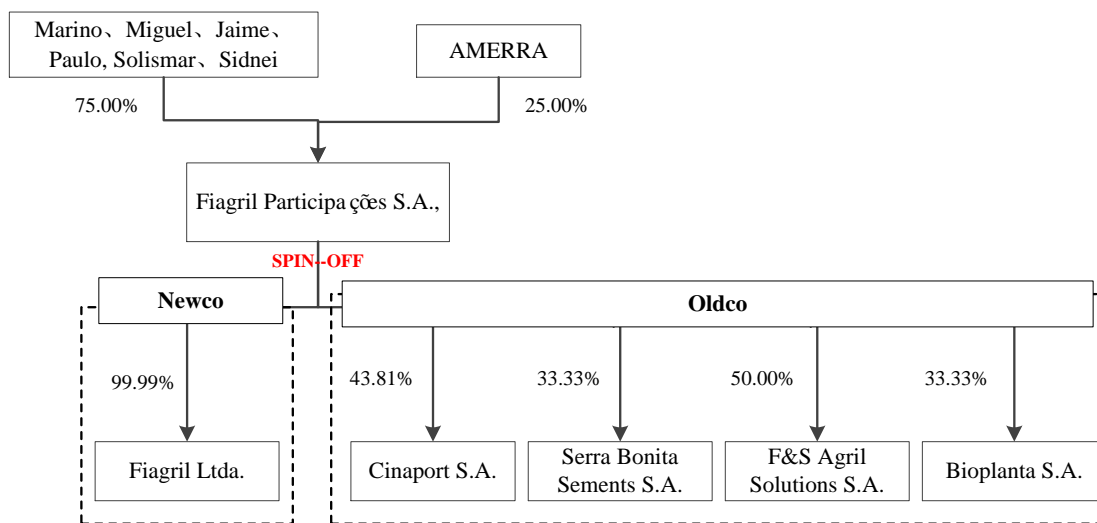 Marino、Miguel、Jaime、
Paulo, Solismar、Sidnei
AMERRA
75.00%
25.00%
Fiagril Participa ções S.A.,
SPIN--OFF
Newco
Oldco
99.99%
43.81%
33.33%
50.00%
33.33%
Fiagril Ltda.
Cinaport S.A.
Serra Bonita
Sements S.A.
F&S Agril
Solutions S.A.
Bioplanta S.A.